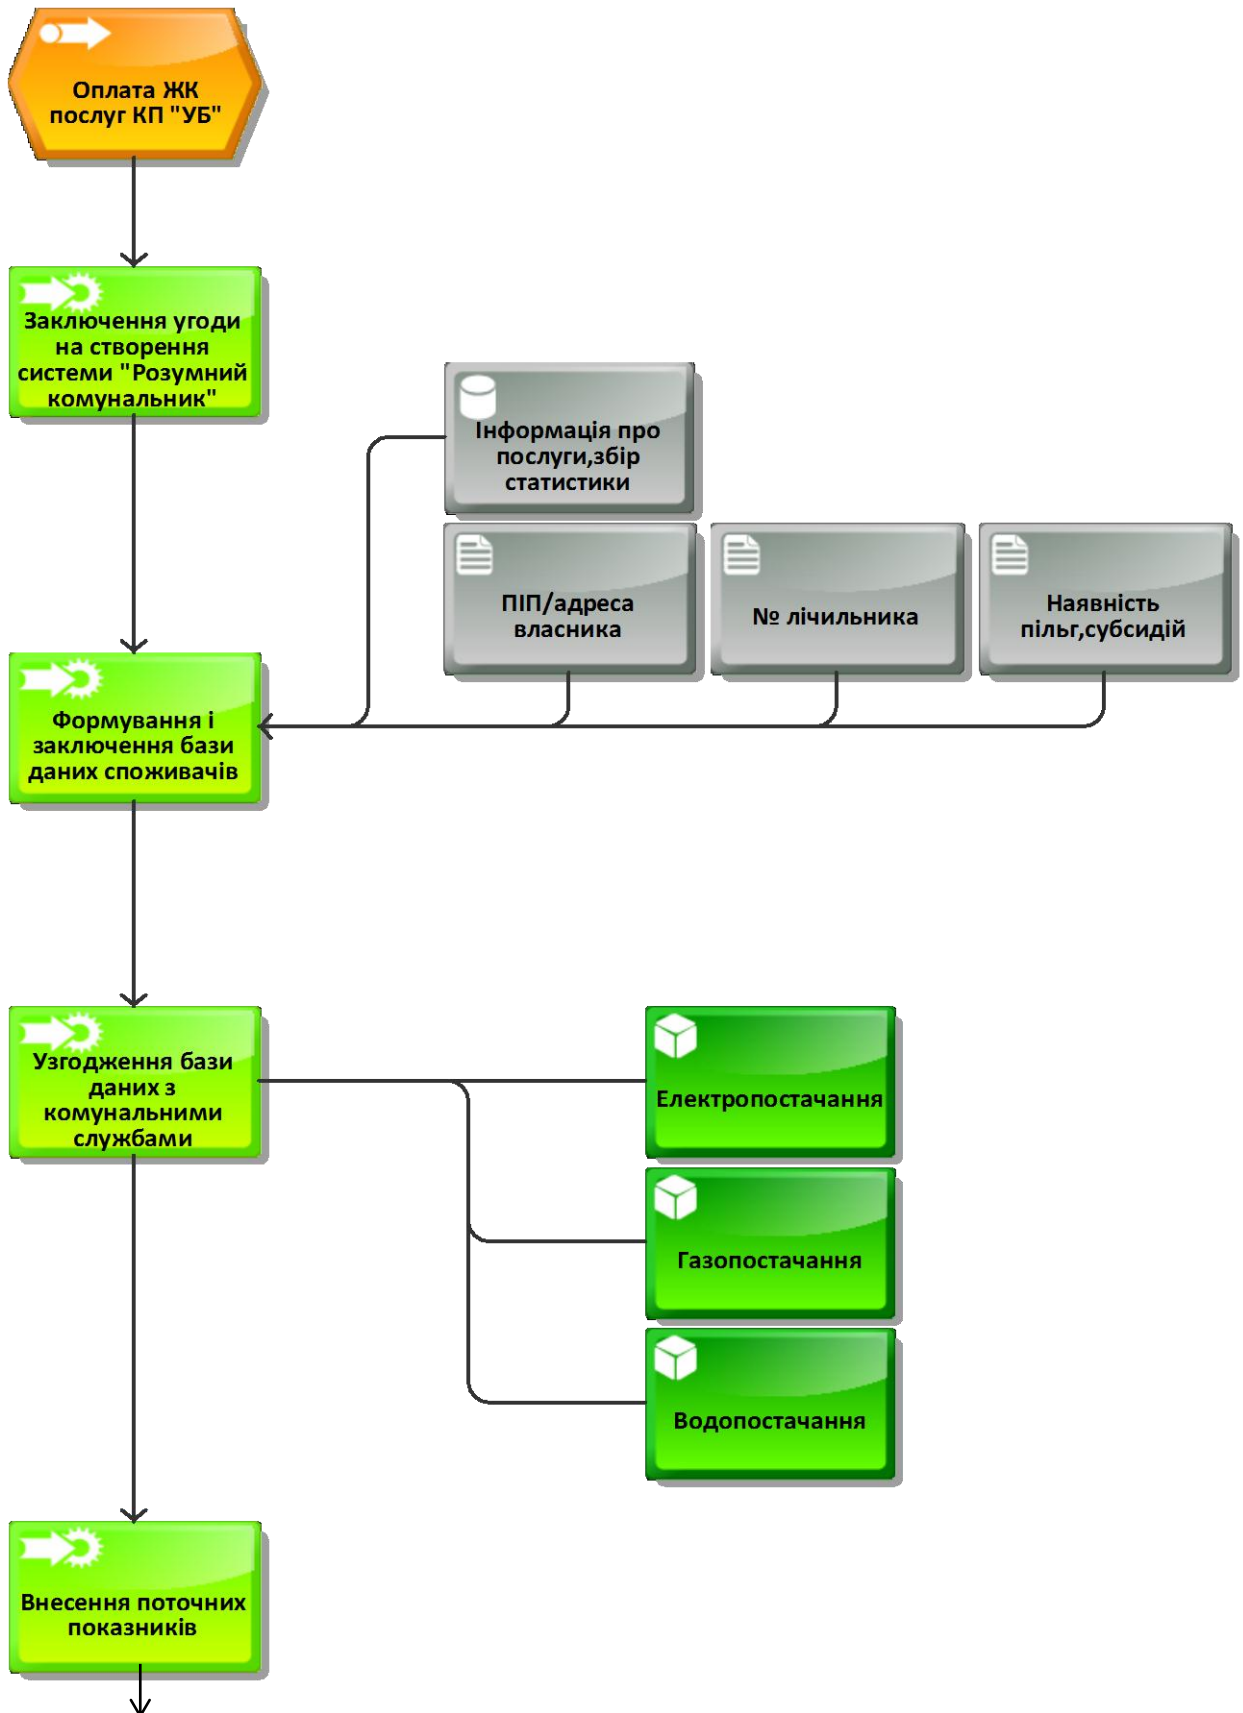 Оплата ЖК
послуг КП "УБ"
Заключення угоди
на створення
системи "Розумний
комунальник"
Інформація про
послуги,збір
статистики
ПІП/адреса
власника
№ лічильника
Наявність
пільг,субсидій
Формування і
заключення бази
даних споживачів
Узгодження бази
даних з
комунальними
службами
Електропостачання
Газопостачання
Водопостачання
Внесення поточних
показників